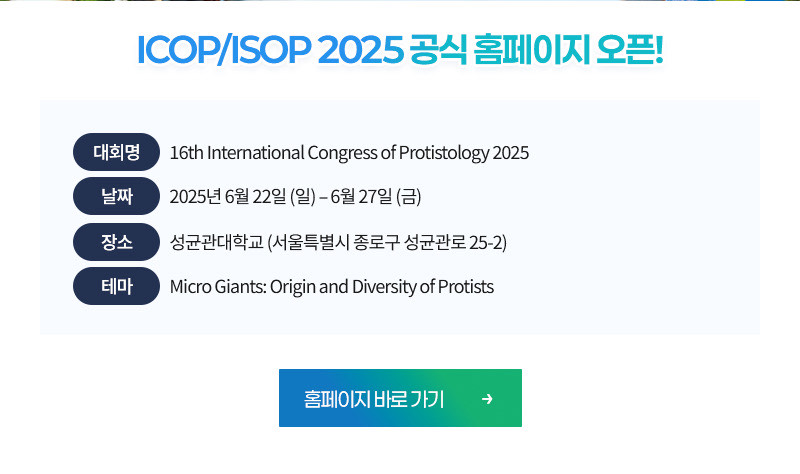 ICOP/ISOP 2025 공식 홈페이지 오픈!
대회명 16th International Congress of Protistology 2025
날짜 2025년 6월 22일 (일) – 6월 27일 (금)
장소 성균관대학교 (서울특별시 종로구 성균관로 25-2)
테마 Micro Giants: Origin and Diversity of Protists
홈페이지 바로 가기 →